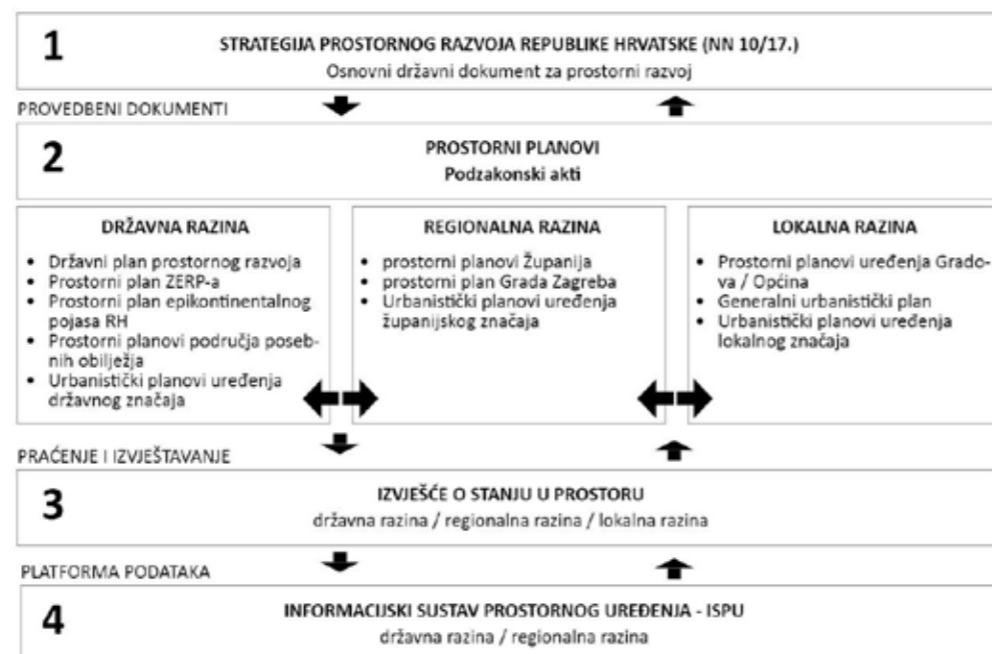 1
STRATEGIJA PROSTORNOG RAZVOJA REPUBLIKE HRVATSKE (NN 10/17.)
Osnovni državni dokument za prostorni razvoj
PROVEDBENI DOKUMENTI
2
PROSTORNI PLANOVI
Podzakonski akti
DRŽAVNA RAZINA
• Državni plan prostornog razvoja
• Prostorni plan ZERP-a
• Prostorni plan epikontinentalnog
pojasa RH
• Prostorni planovi područja poseb-
nih obilježja
• Urbanistički planovi uređenja
državnog značaja
REGIONALNA RAZINA
• prostorni planovi Županija
• prostorni plan Grada Zagreba
• Urbanistički planovi uređenja
županijskog značaja
LOKALNA RAZINA
• Prostorni planovi uređenja Grado-
va / Općina
• Generalni urbanistički plan
• Urbanistički planovi uređenja
lokalnog značaja
PRAĆENJE I IZVJEŠTAVANJE
3
IZVJEŠĆE O STANJU U PROSTORU
državna razina / regionalna razina / lokalna razina
PLATFORMA PODATAKA
4
INFORMACIJSKI SUSTAV PROSTORNOG UREĐENJA - ISPU
državna razina / regionalna razina